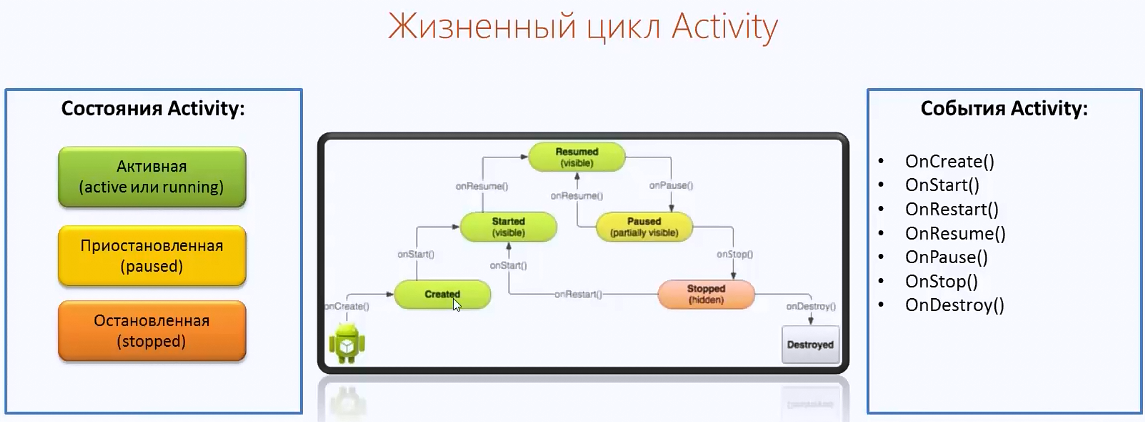 Жизненный цикл Activity
Состояния Activity:
Активная
(active или running)
Приостановленная
(paused)
Остановленная
(stopped)
Resumed
(visible)
onResume()
onPause()
onResume()
Started
(visible)
Paused
(partially visible)
onStart()
onStart()
onStop()
Created
onRestart()
Stopped
(hidden)
onCreate()
onDestroy()
Destroyed
События Activity:
• OnCreate()
• OnStart()
• OnRestart()
• OnResume()
• OnPause()
• OnStop()
• OnDestroy()